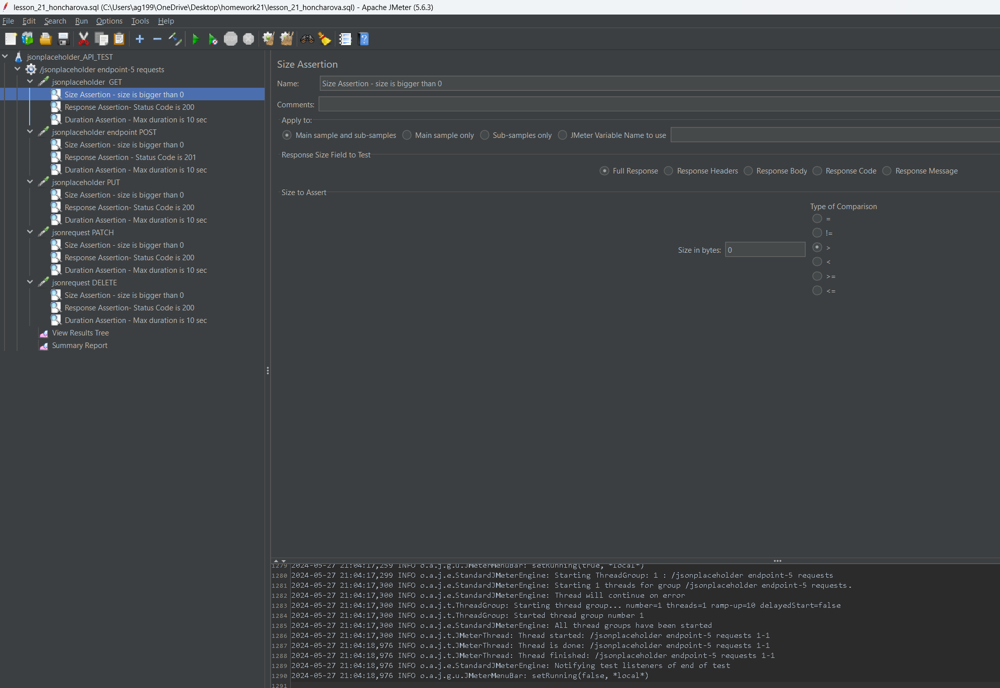 lesson_21_honcharova.sql (C:\Users\ag199\OneDrive\Desktop\homework21\lesson_21_honcharova.sql) - Apache JMeter (5.6.3)
File Edit Search Run Options Tools Help
STOP
jsonplaceholder_API_TEST
/jsonplaceholder endpoint-5 requests
jsonplaceholder GET
Size Assertion - size is bigger than 0
Response Assertion- Status Code is 200
Duration Assertion - Max duration is 10 sec
jsonplaceholder endpoint POST
Size Assertion - size is bigger than 0
Response Assertion - Status Code is 201
Duration Assertion - Max duration is 10 sec
jsonplaceholder PUT
Size Assertion - size is bigger than 0
Response Assertion- Status Code is 200
Duration Assertion - Max duration is 10 sec
jsonrequest PATCH
Size Assertion - size is bigger than 0
Response Assertion- Status Code is 200
Duration Assertion - Max duration is 10 sec
jsonrequest DELETE
Size Assertion - size is bigger than 0
Response Assertion- Status Code is 200
Duration Assertion - Max duration is 10 sec
View Results Tree
Summary Report
Size Assertion
Name: Size Assertion - size is bigger than 0
Comments:
Apply to:
Main sample and sub-samples Main sample only Sub-samples only JMeter Variable Name to use
Response Size Field to Test
Full Response Response Headers Response Body Response Code Response Message
Size to Assert
Type of Comparison
=
!=
Size in bytes: 0 >
<
>=
<=
1279 2024-05-27 21:04:17,259 INFO o.a.j.g.u.JMeterMenuBar: setRunning(true, *local*)
1280 2024-05-27 21:04:17,299 INFO o.a.j.e.StandardJMeterEngine: Starting ThreadGroup: 1 : /jsonplaceholder endpoint-5 requests
1281 2024-05-27 21:04:17,300 INFO o.a.j.e.StandardJMeterEngine: Starting 1 threads for group /jsonplaceholder endpoint-5 requests.
1282 2024-05-27 21:04:17,300 INFO o.a.j.e.StandardJMeterEngine: Thread will continue on error
1283 2024-05-27 21:04:17,300 INFO o.a.j.t.ThreadGroup: Starting thread group... number=1 threads=1 ramp-up=10 delayedStart=false
1284 2024-05-27 21:04:17,300 INFO o.a.j.t.ThreadGroup: Started thread group number 1
1285 2024-05-27 21:04:17,300 INFO o.a.j.e.StandardJMeterEngine: All thread groups have been started
1286 2024-05-27 21:04:17,300 INFO o.a.j.t.JMeterThread: Thread started: /jsonplaceholder endpoint-5 requests 1-1
1287 2024-05-27 21:04:18,976 INFO o.a.j.t.JMeterThread: Thread is done: /jsonplaceholder endpoint-5 requests 1-1
1288 2024-05-27 21:04:18,976 INFO o.a.j.t.JMeterThread: Thread finished: /jsonplaceholder endpoint-5 requests 1-1
1289 2024-05-27 21:04:18,976 INFO o.a.j.e.StandardJMeterEngine: Notifying test listeners of end of test
1290 2024-05-27 21:04:18,976 INFO o.a.j.g.u.JMeterMenuBar: setRunning(false, *local*)
1291